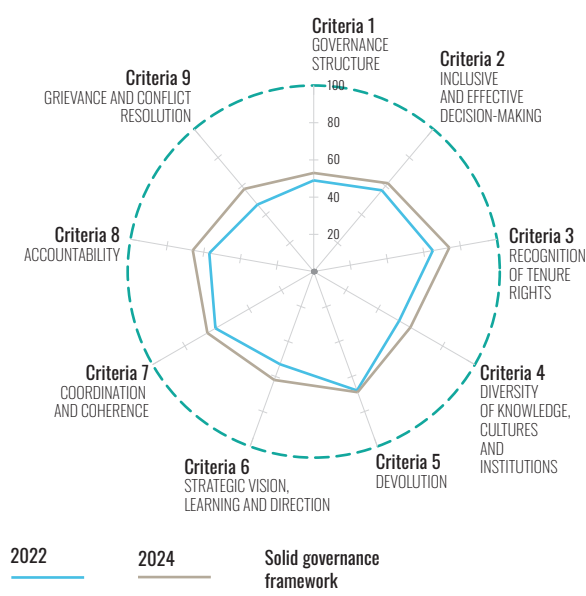 Criteria 1
GOVERNANCE
STRUCTURE
Criteria 2
INCLUSIVE
AND EFFECTIVE
DECISION-MAKING
Criteria 9
GRIEVANCE AND CONFLICT
RESOLUTION
100
80
60
40
20
Criteria 3
RECOGNITION
OF TENURE
RIGHTS
Criteria 8
ACCOUNTABILITY
Criteria 4
DIVERSITY
OF KNOWLEDGE,
CULTURES
AND
INSTITUTIONS
Criteria 7
COORDINATION
AND COHERENCE
Criteria 5
DEVOLUTION
Criteria 6
STRATEGIC VISION,
LEARNING AND DIRECTION
2022
2024
Solid governance
framework